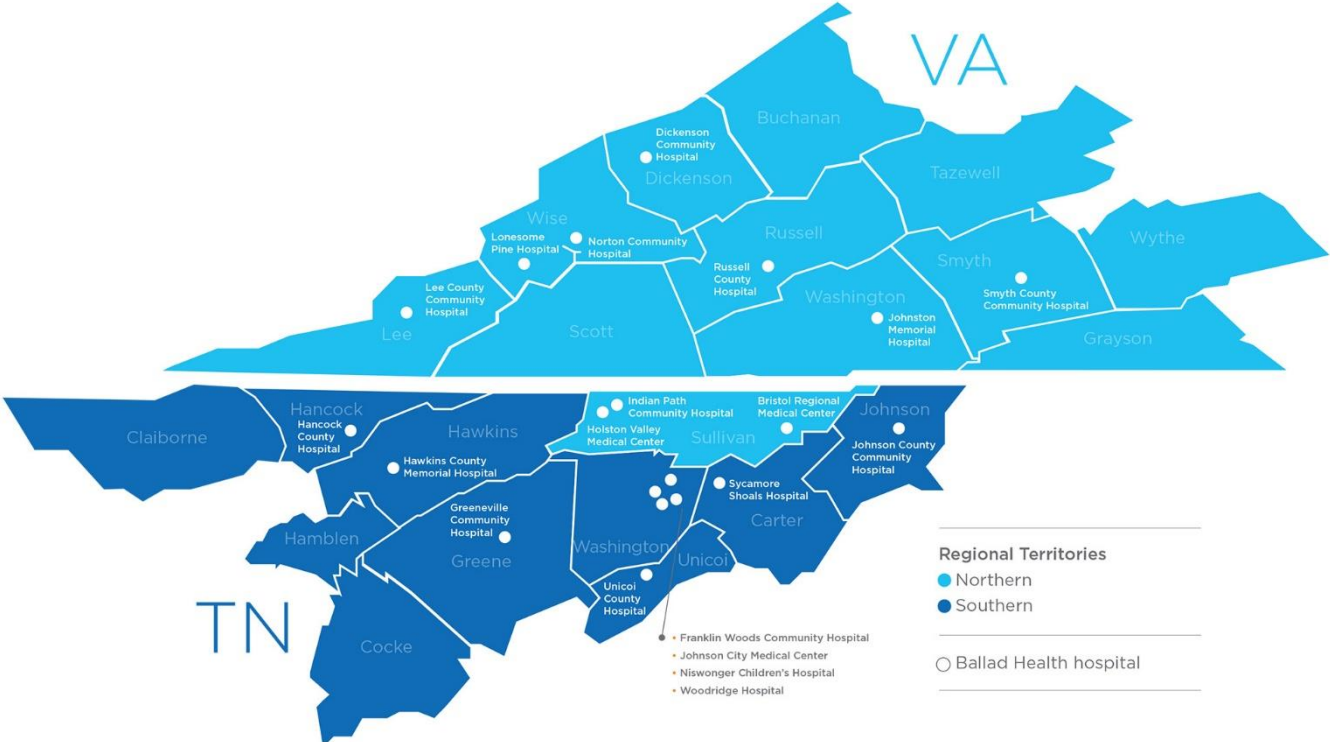 VA
Buchanan
Dickenson
Community
Hospital
Dickenson
Tazewell
Wise
Lonesome
Pine Hospital
Norton Community
Hospital
Russell
Russell
County
Hospital
Wythe
Smyth
Smyth County
Community Hospital
Lee County
Community
Hospital
Lee
Scott
Washington
Johnston
Memorial
Hospital
Grayson
Claiborne
Hancock
Hancock
County
Hospital
Hawkins
Hawkins County
Memorial Hospital
Indian Path
Community Hospital
Holston Valley
Medical Center
Sullivan
Bristol Regional
Medical Center
Johnson
Johnson County
Community
Hospital
Sycamore
Shoals Hospital
Carter
Greeneville
Community
Hospital
Greene
Hamblen
Washington
Unicoi
Unicoi
County
Hospital
TN
Cocke
• Franklin Woods Community Hospital
• Johnson City Medical Center
• Niswonger Children's Hospital
• Woodridge Hospital
Regional Territories
Northern
Southern
Ballad Health hospital